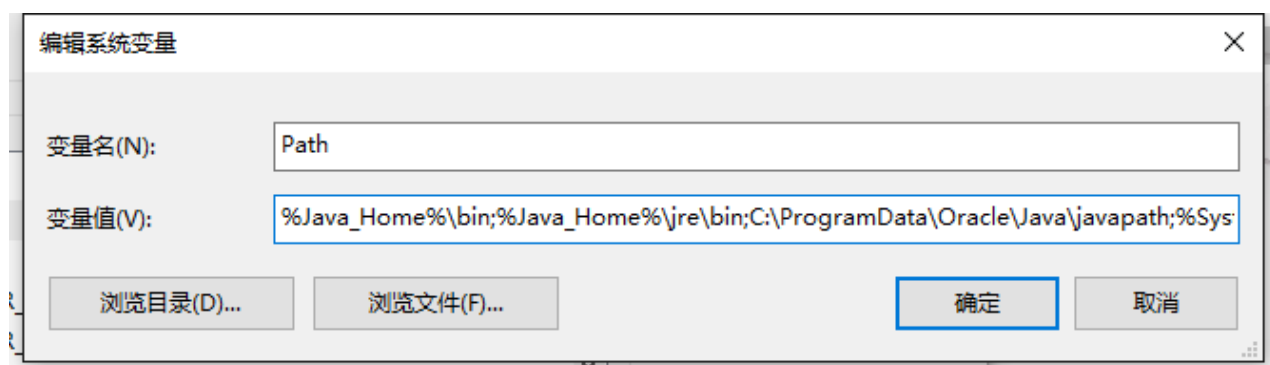 编辑系统变量
变量名(N):
Path
变量值(V):
%Java_Home%\bin;%Java_Home%\jre\bin;C:\ProgramData\Oracle\Java\javapath;%Sys
浏览目录(D)...
浏览文件(F)...
确定
取消